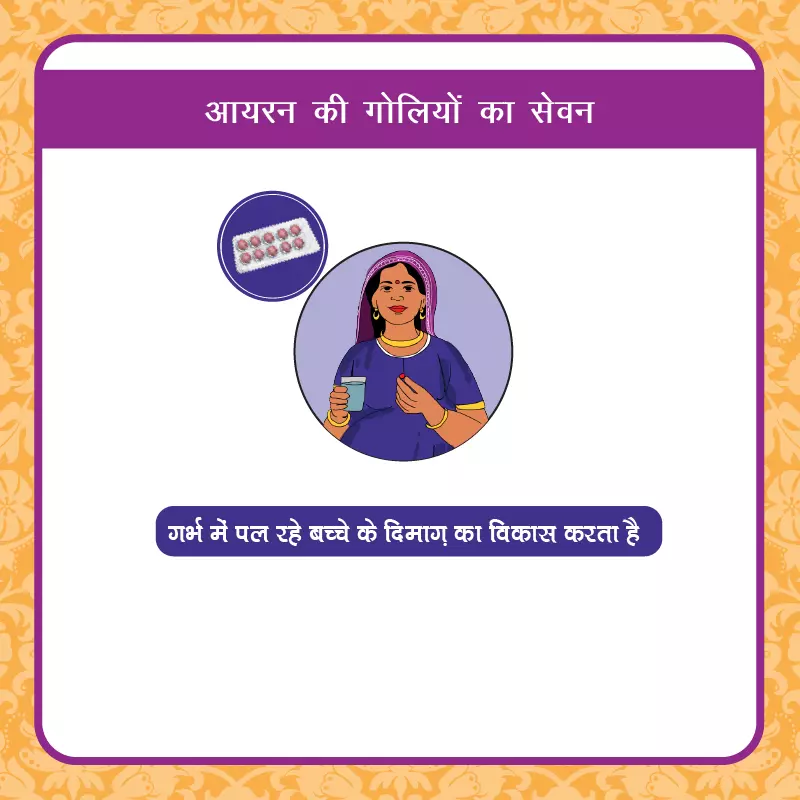 आयरन की गोलियों का सेवन
गर्भ में पल रहे बच्चे के दिमाग़ का विकास करता है